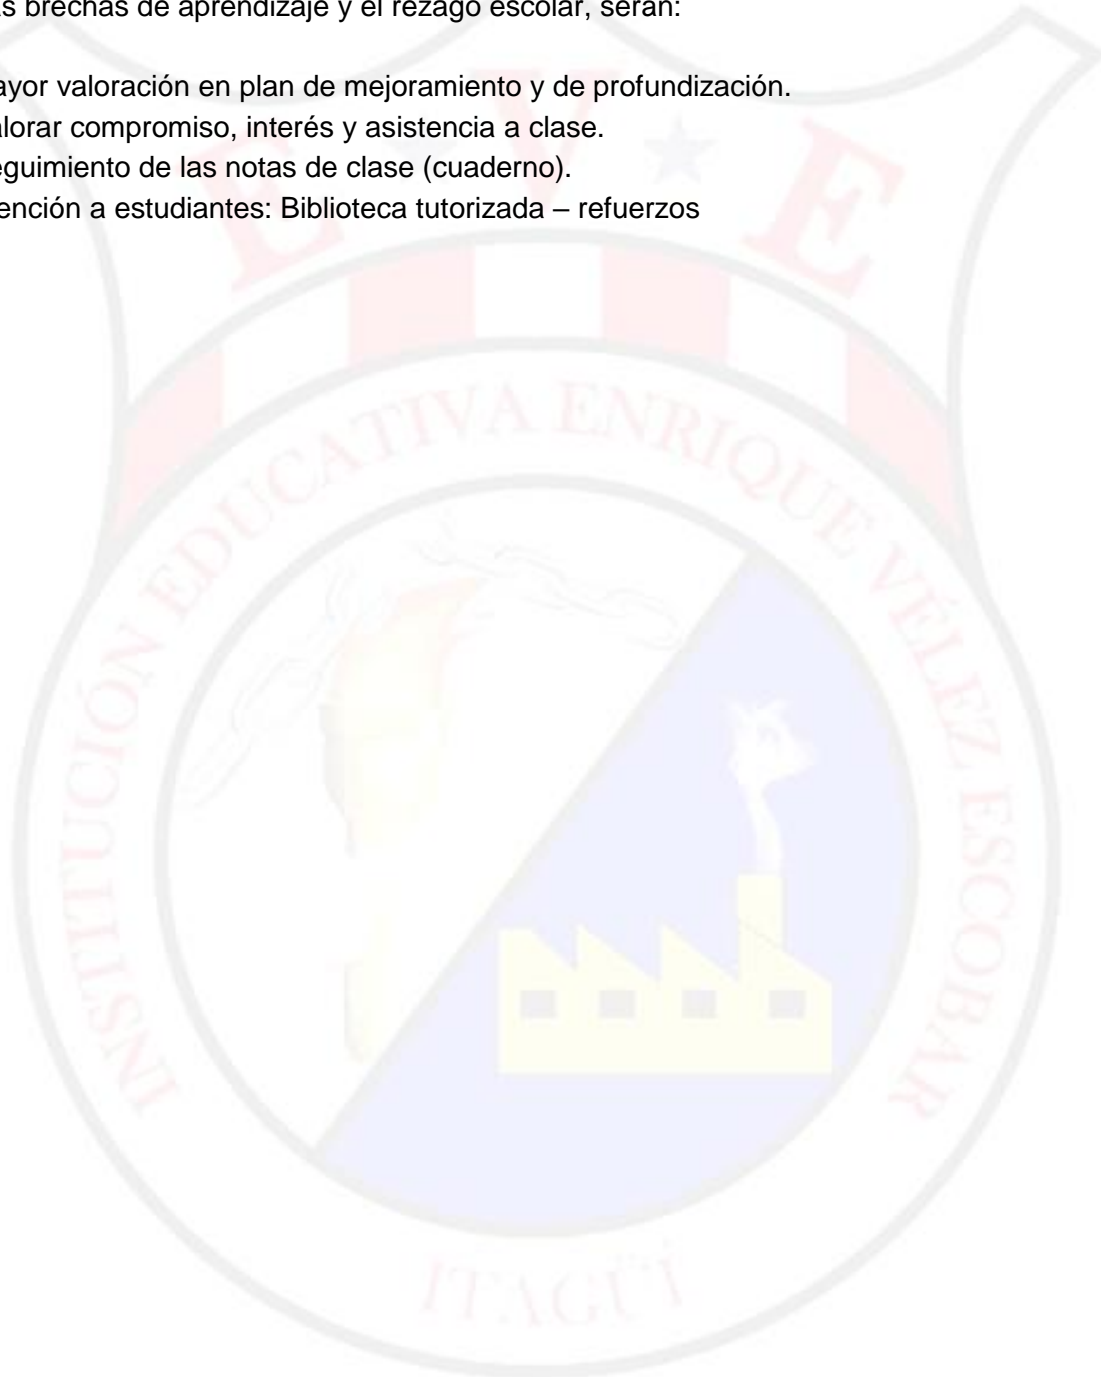 as brechas de aprendizaje y el rezago escolar, serán:
ayor valoración en plan de mejoramiento y de profundización.
alorar compromiso, interés y asistencia a clase.
eguimiento de las notas de clase (cuaderno).
ención a estudiantes: Biblioteca tutorizada – refuerzos
E V E
INSTITUCIÓN EDUCATIVA ENRIQUE VÉLEZ ESCOBAR
ITAGÜÍ